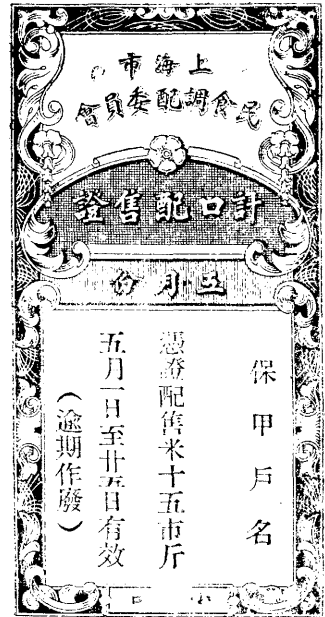 上海市
民食調配委員會
計口配售證
五月份
保甲戶名
憑證配售米十五市斤
五月一日至廿五日有效
（逾期作廢）